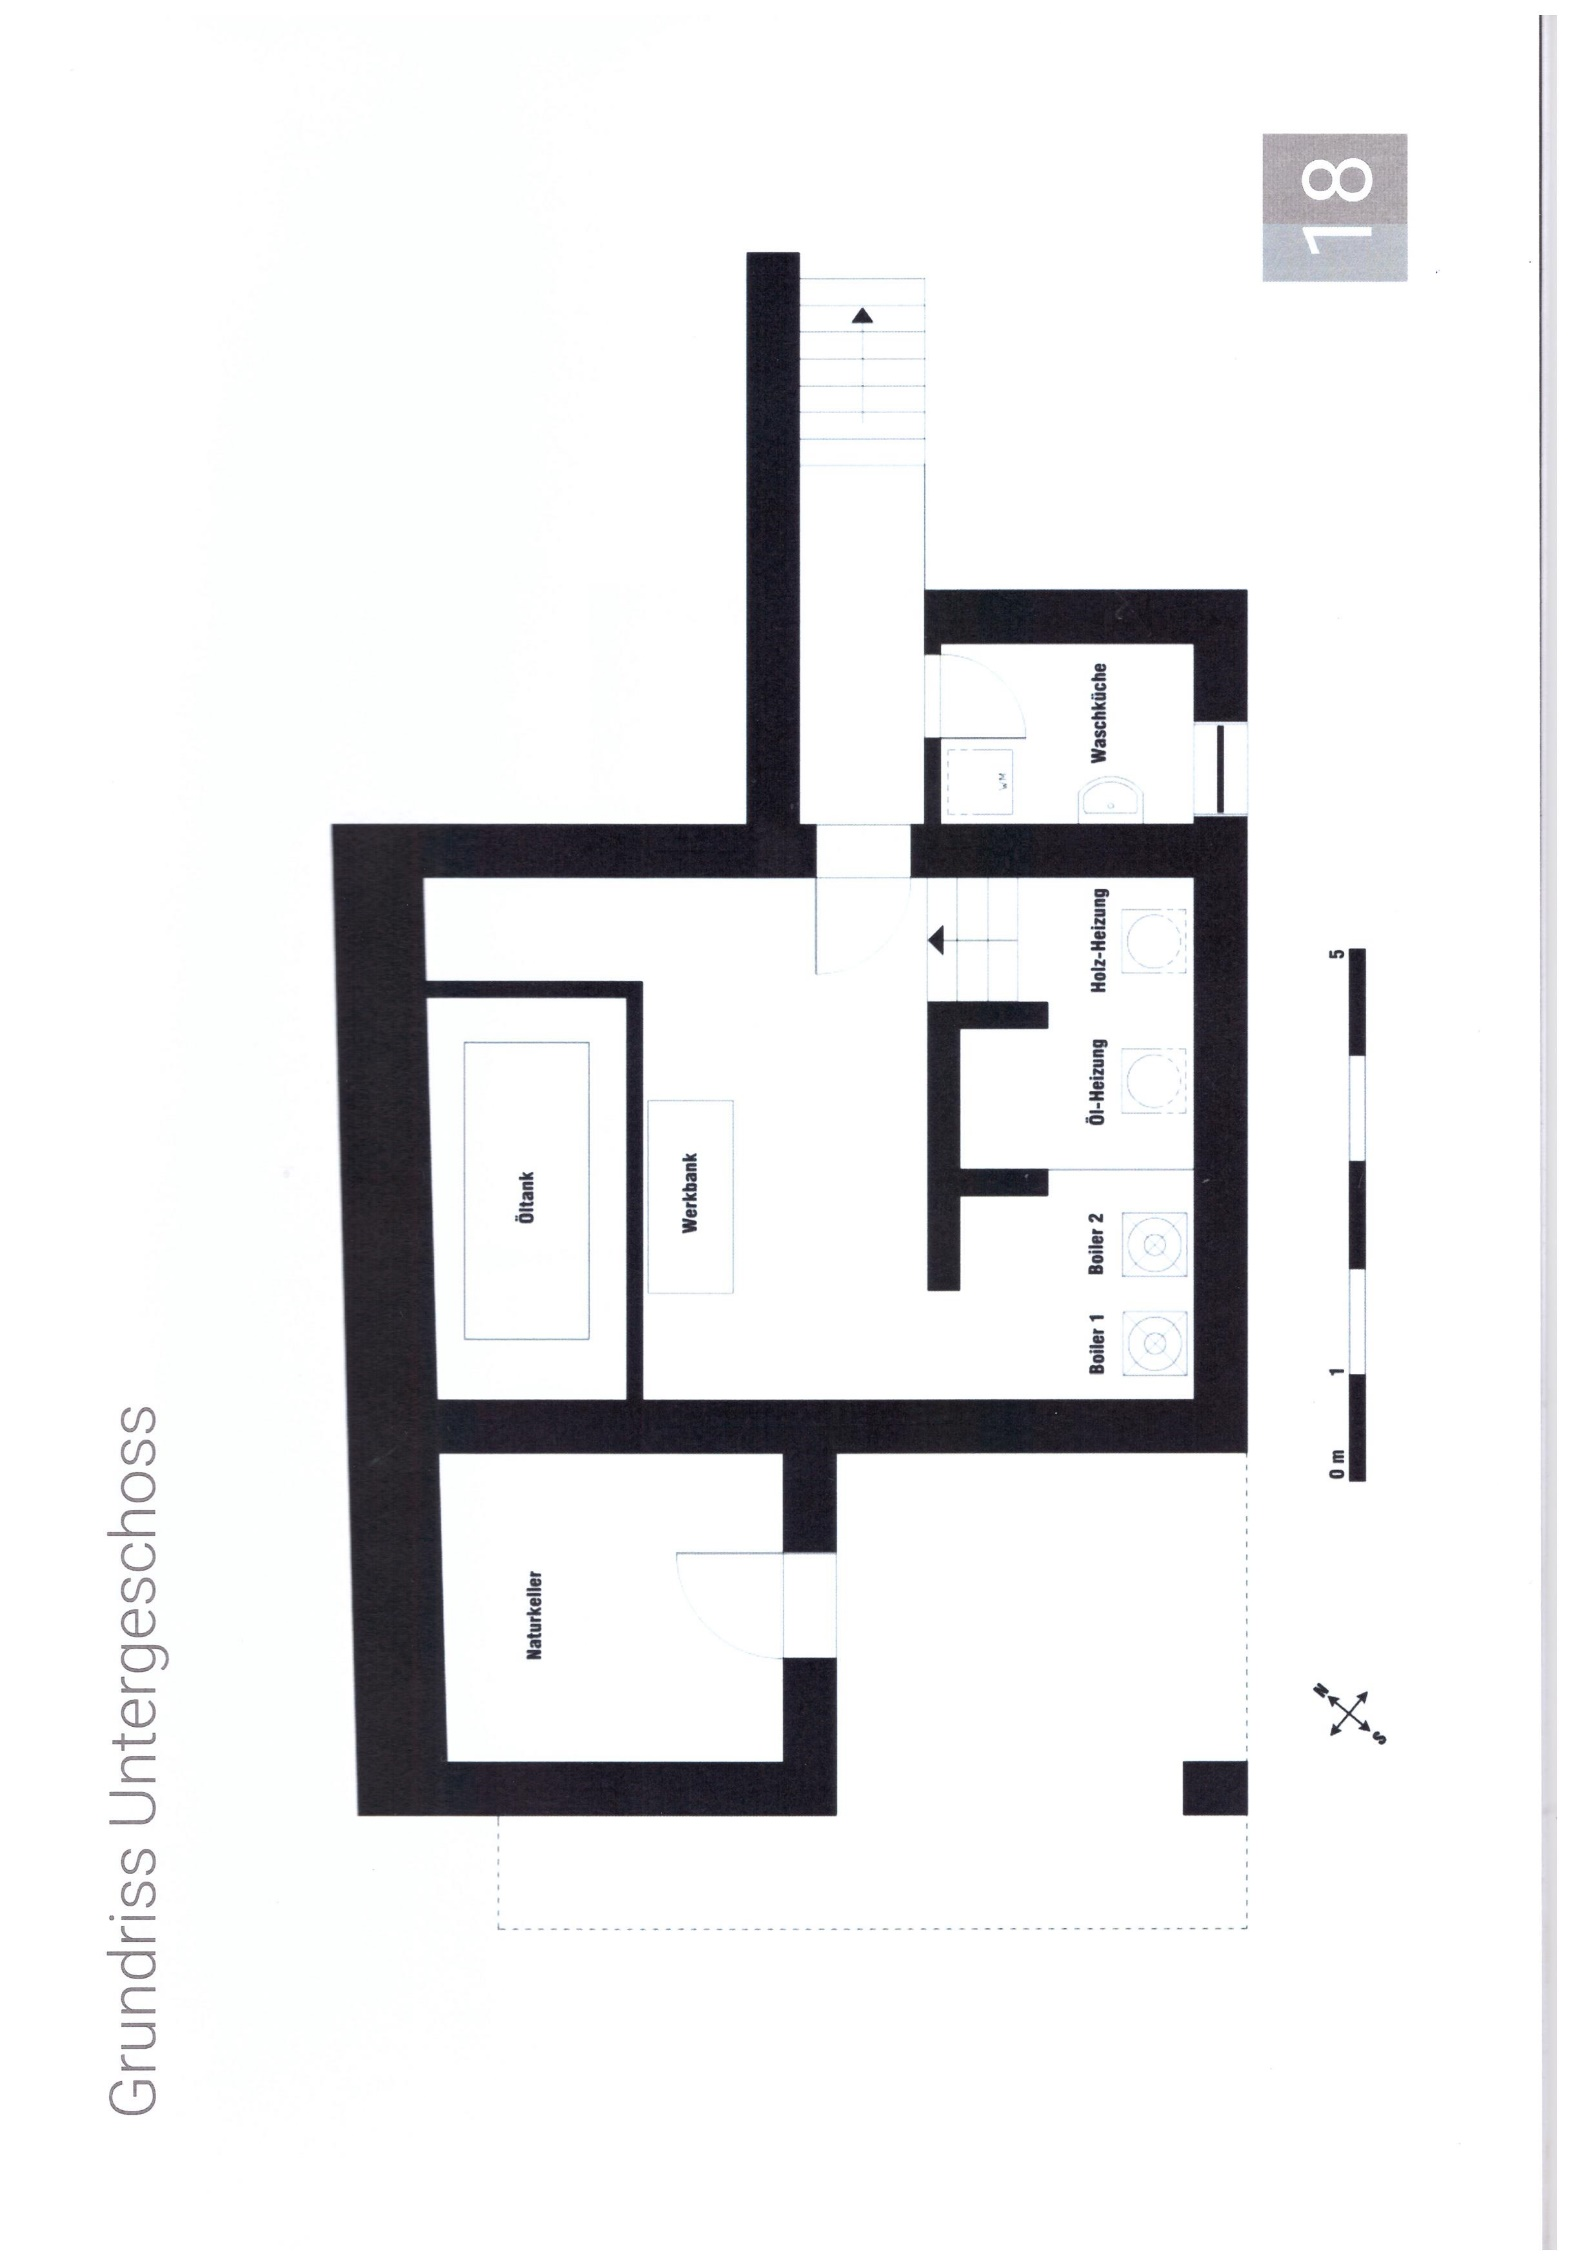 Grundriss Untergeschoss
Naturkeller
Öltank
Werkbank
Boiler 1
Boiler 2
Öl-Heizung
Holz-Heizung
WM
Waschküche
N
S
0 m
1
5
18